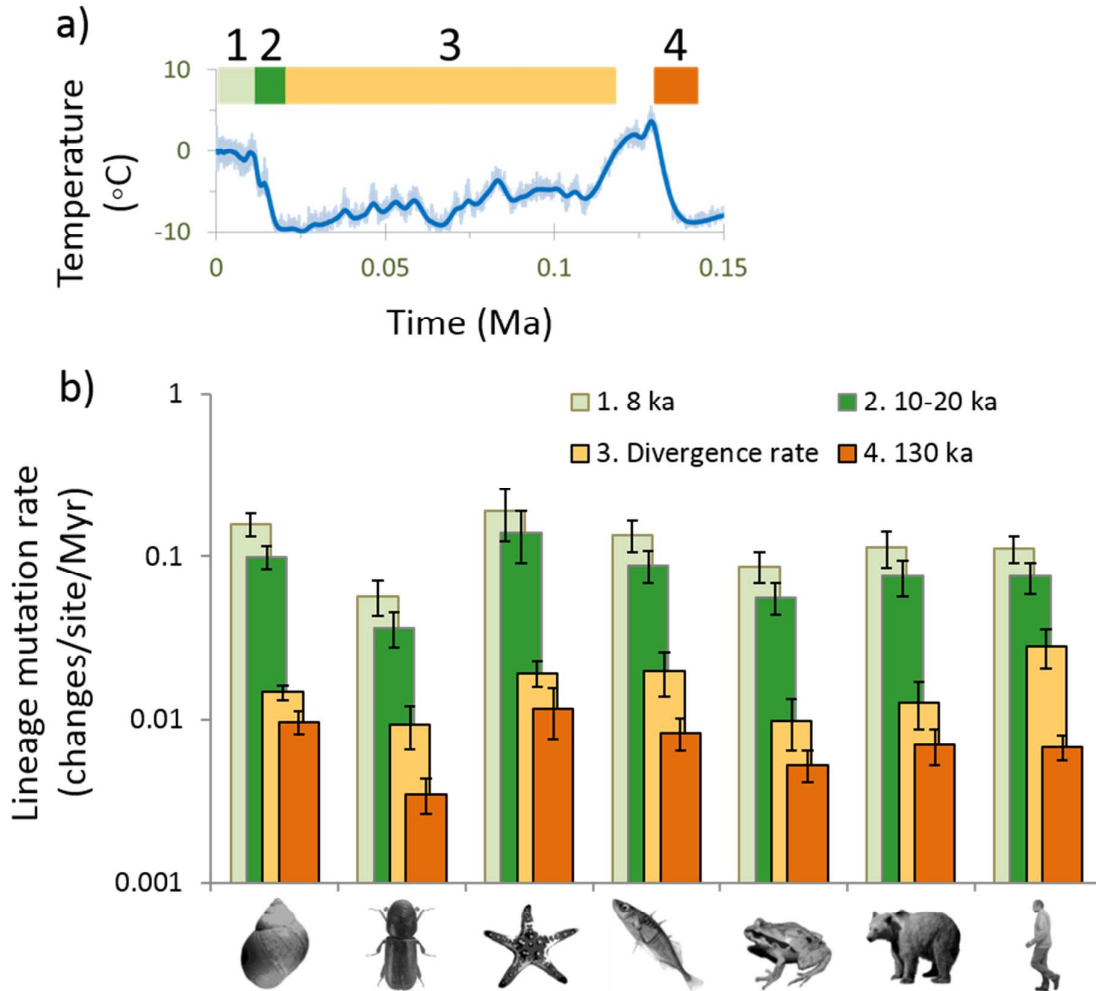 a)
1 2 3 4
Temperature
(°C)
10
0
-10
0 0.05 0.1 0.15
Time (Ma)
b)
Lineage mutation rate
(changes/site/Myr)
1
0.1
0.01
0.001
1. 8 ka 2. 10-20 ka
3. Divergence rate 4. 130 ka